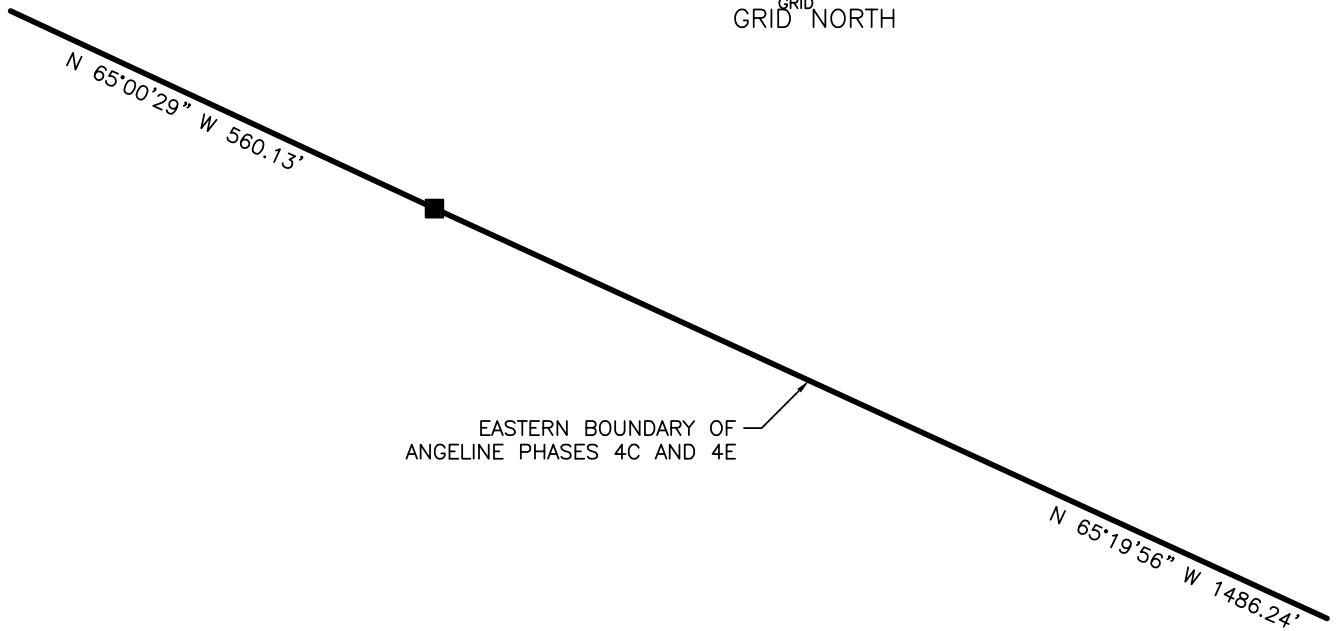 GRID
GRID NORTH
N 65°00'29" W 560.13'
EASTERN BOUNDARY OF
ANGELINE PHASES 4C AND 4E
N 65°19'56" W 1486.24'